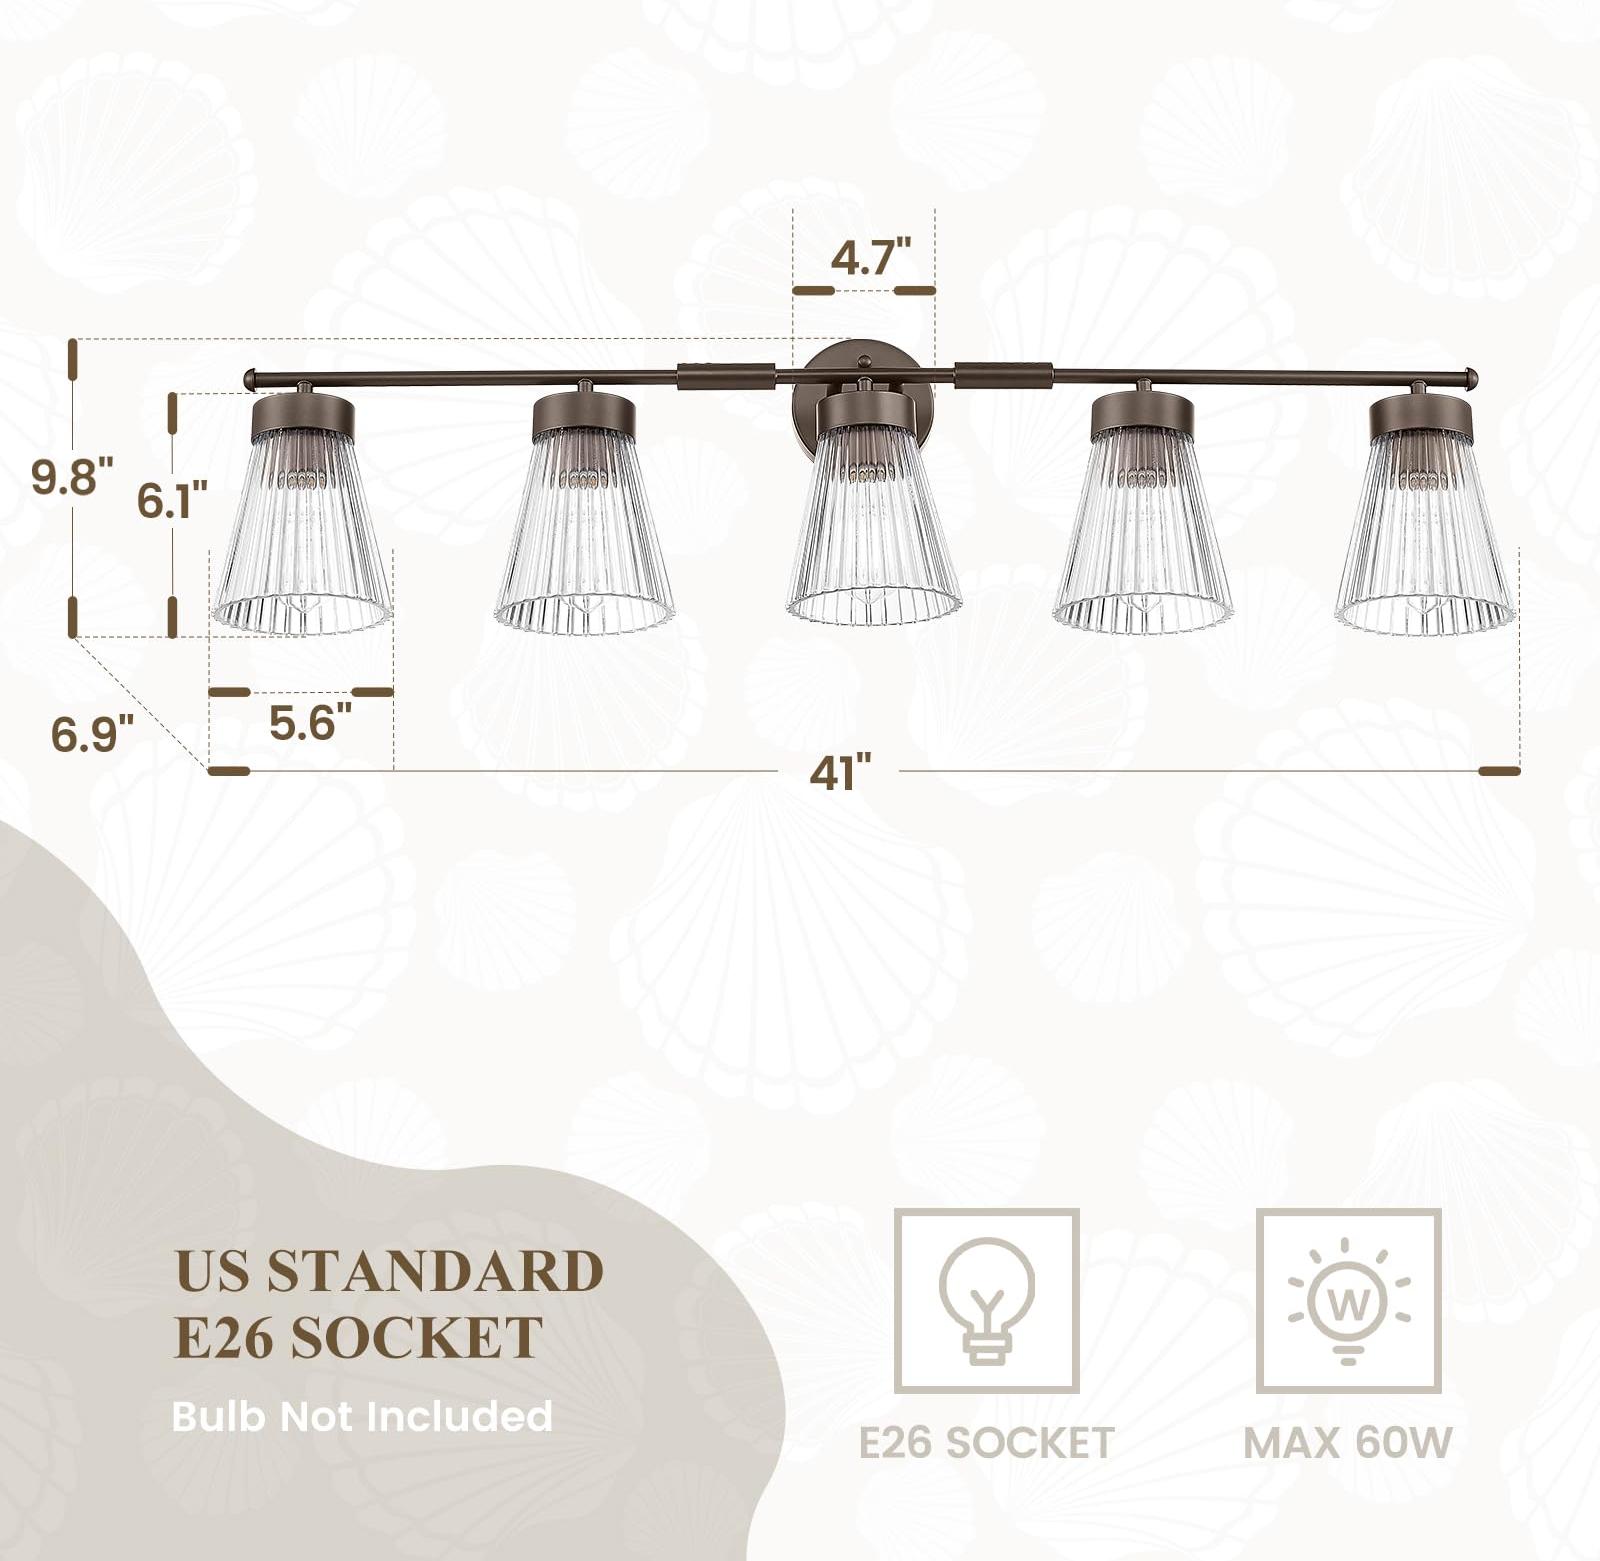 4.7"
9.8"
6.1"
5.6"
6.9"
41"
US STANDARD
E26 SOCKET
Bulb Not Included
W
E26 SOCKET
MAX 60W